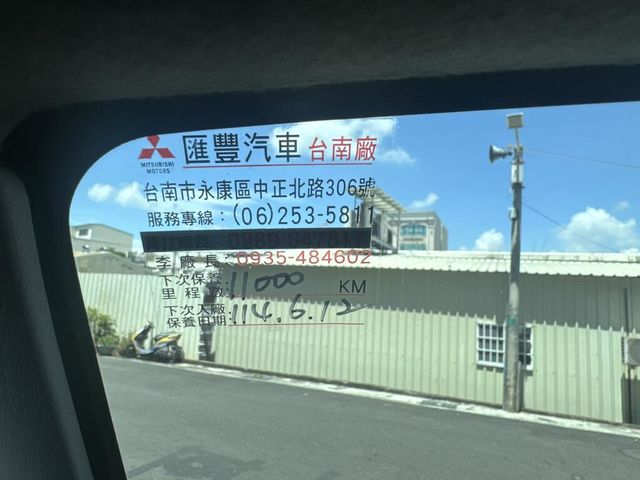 匯豐汽車 台南廠
MITSUBISHI
MOTORS
台南市永康區中正北路306號
服務專線：(06)253-5811
李廠長：0935-484602
下次保養
里程數：11000 KM
下次入廠
保養日期：114.6.12